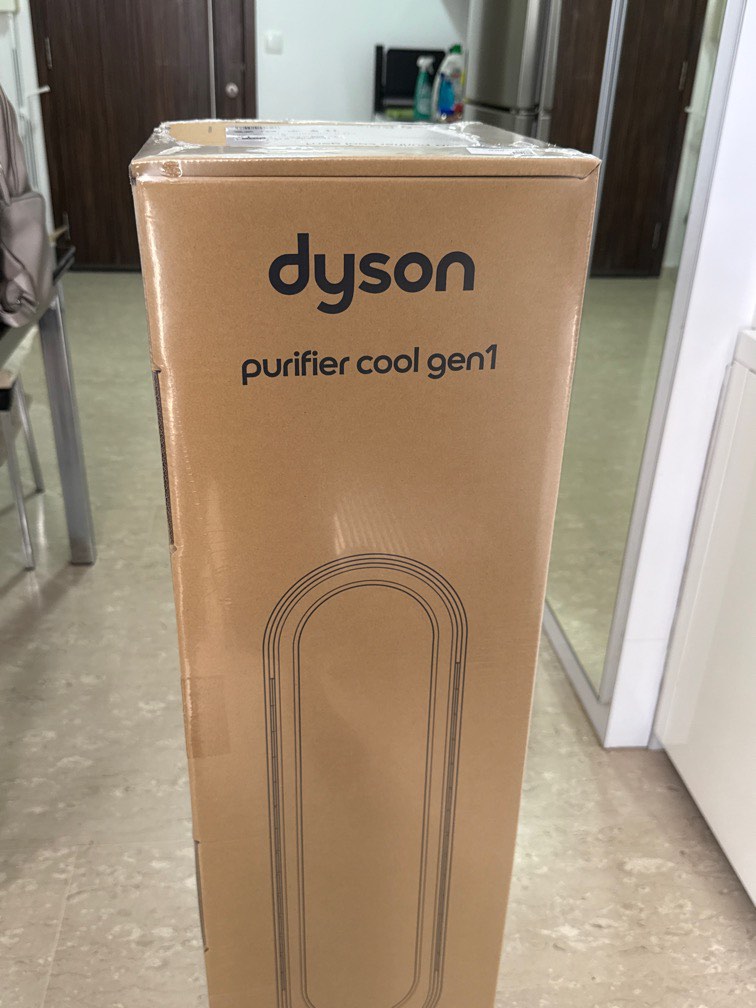 dyson
purifier cool gen1